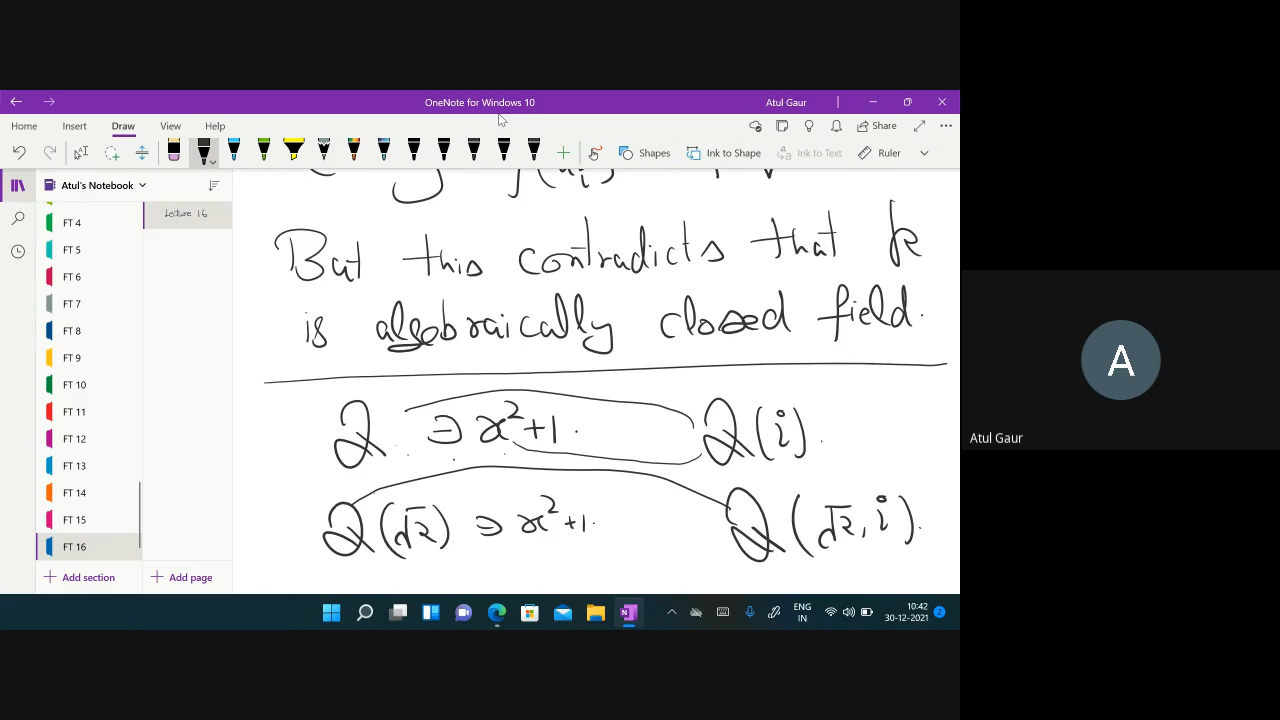 OneNote for Windows 10
Atul Gaur
Home Insert Draw View Help
Share
Shapes Ink to Shape Ink to Text Ruler
Atul's Notebook
Lecture 16
FT 4
FT 5
FT 6
FT 7
FT 8
FT 9
FT 10
FT 11
FT 12
FT 13
FT 14
FT 15
FT 16
Add section Add page
But this contradicts that k
is algebraically closed field.
Q ∋ x²+1. Q(i).
Q(√2) ∋ x²+1. Q(√2, i).
A
Atul Gaur
ENG
IN
10:42
30-12-2021
2